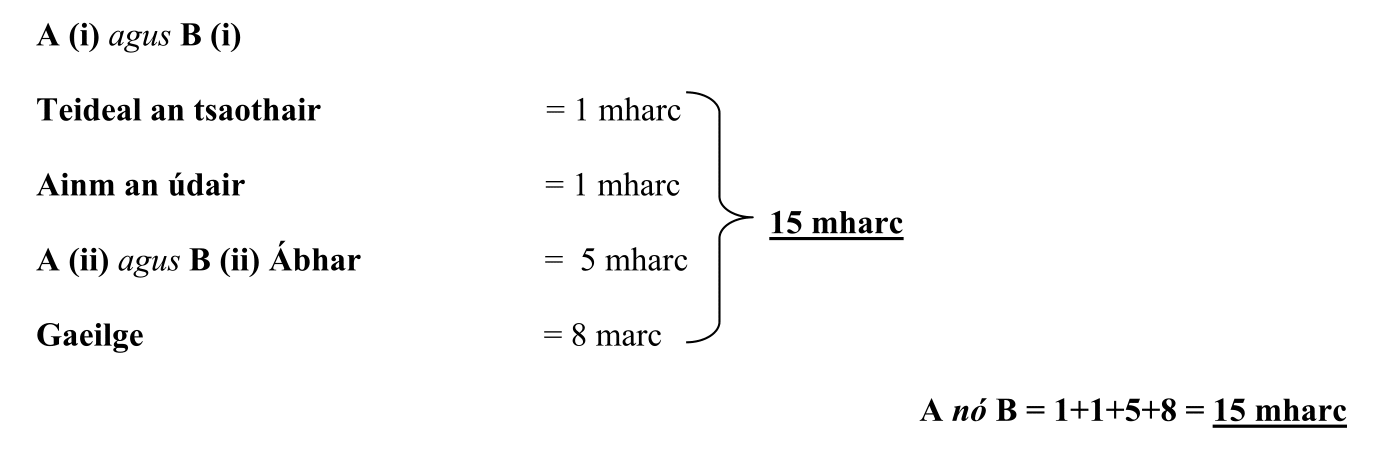 A (i) agus B (i)
Teideal an tsaothair = 1 mharc
Ainm an údair = 1 mharc
15 mharc
A (ii) agus B (ii) Ábhar = 5 mharc
Gaeilge = 8 marc
A nó B = 1+1+5+8 = 15 mharc